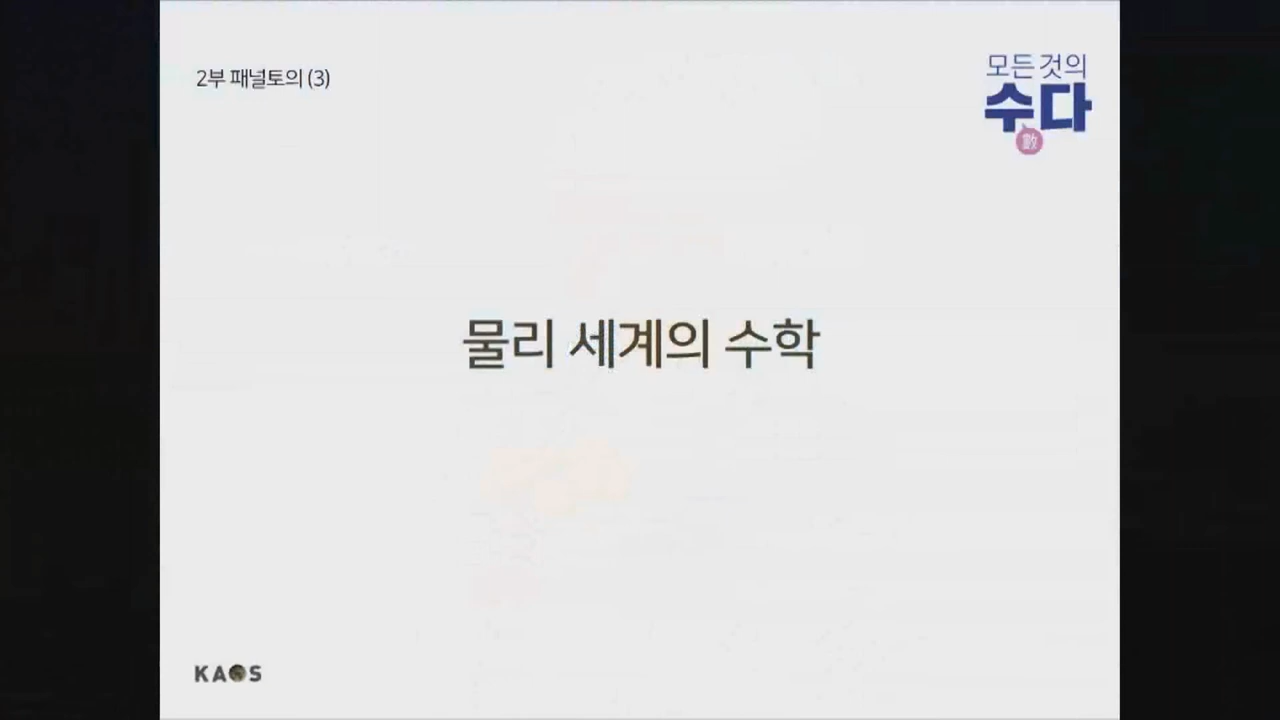 2부 패널토의 (3)
모든 것의
수다
數
물리 세계의 수학
KAOS